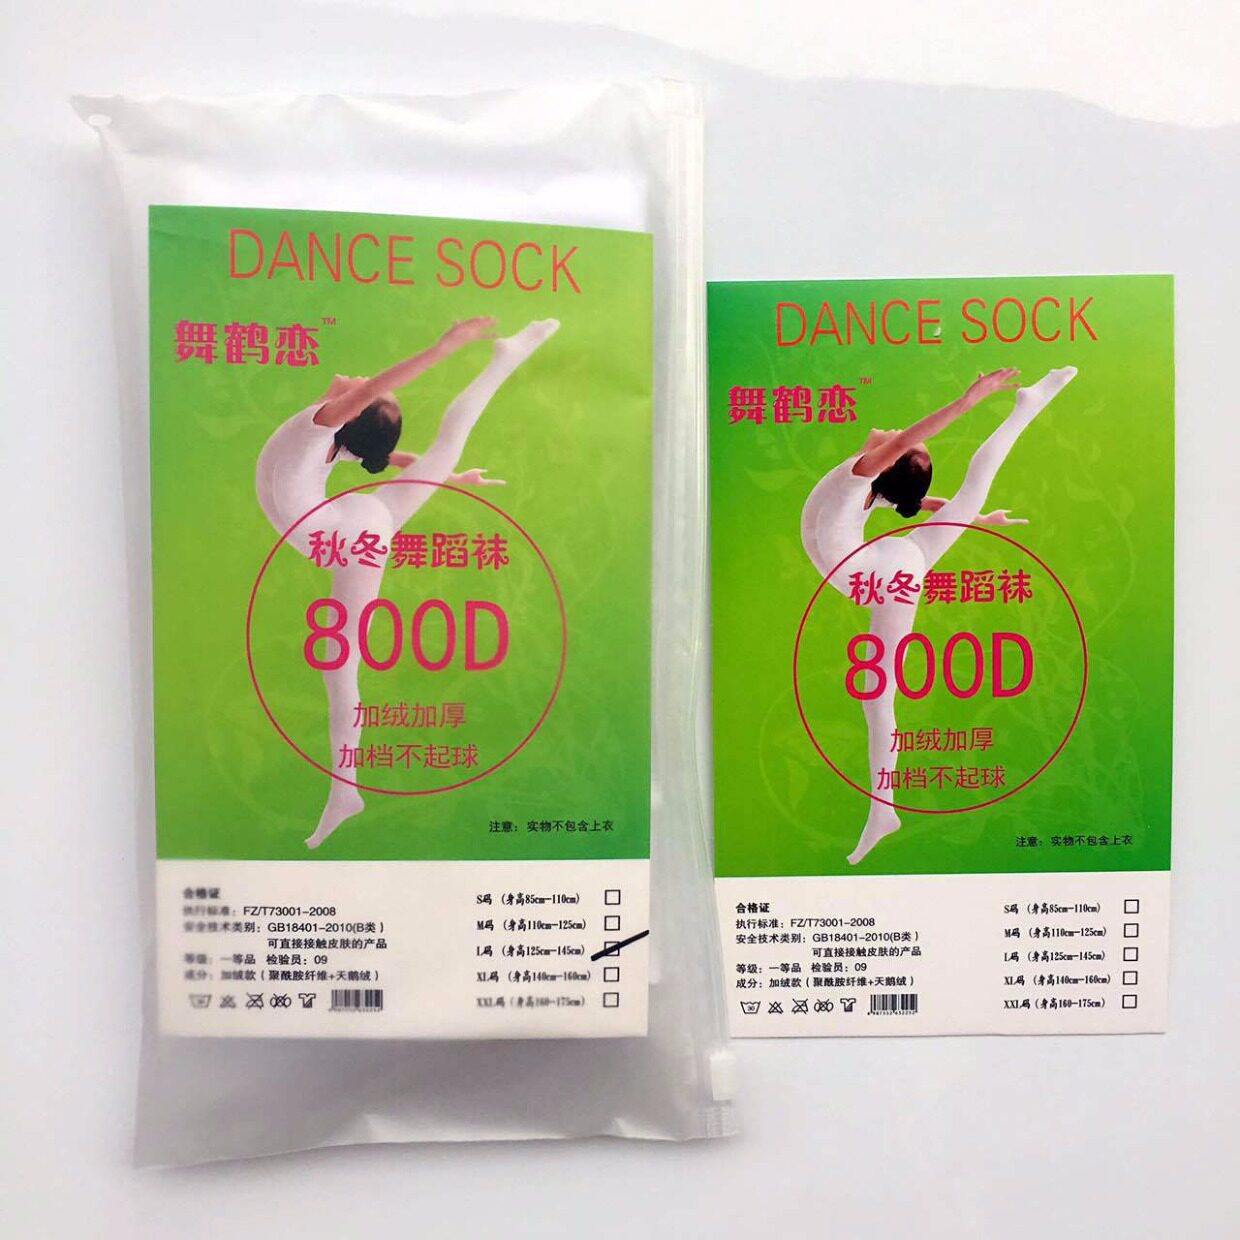 DANCE SOCK
舞鹤恋™
秋冬舞蹈袜
800D
加绒加厚
加档不起球
注意：实物不包含上衣
合格证
执行标准：FZ/T73001-2008
安全技术类别：GB18401-2010(B类)
可直接接触皮肤的产品
等级：一等品 检验员：09
成分：加绒款（聚酰胺纤维+天鹅绒）
S码（身高85cm-110cm）
M码（身高110cm-125cm）
L码（身高125cm-145cm）
XL码（身高140cm-160cm）
XXL码（身高160-175cm）
DANCE SOCK
舞鹤恋™
秋冬舞蹈袜
800D
加绒加厚
加档不起球
注意：实物不包含上衣
合格证
执行标准：FZ/T73001-2008
安全技术类别：GB18401-2010(B类)
可直接接触皮肤的产品
等级：一等品 检验员：09
成分：加绒款（聚酰胺纤维+天鹅绒）
S码（身高85cm-110cm）
M码（身高110cm-125cm）
L码（身高125cm-145cm）
XL码（身高140cm-160cm）
XXL码（身高160-175cm）